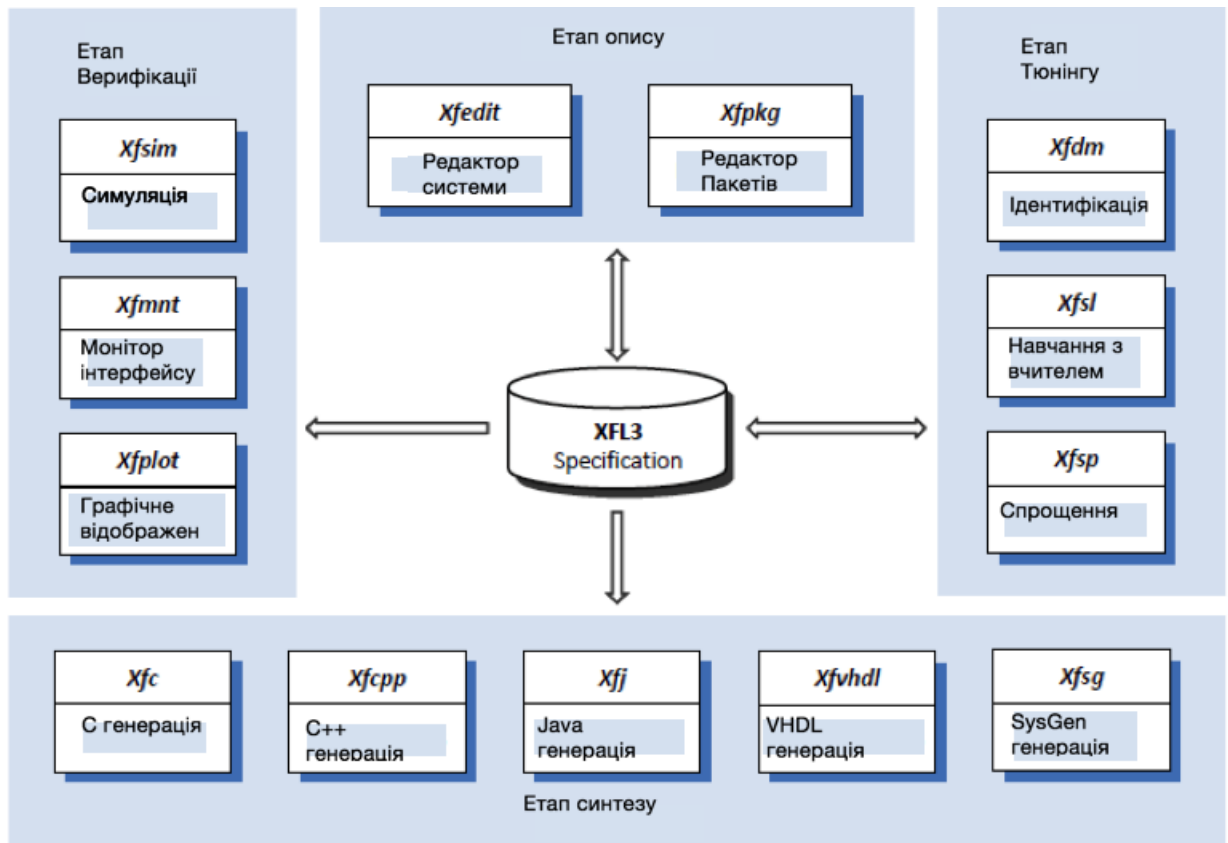 Етап
Верифікації
Xfsim
Симуляція
Xfmnt
Монітор
інтерфейсу
Xfplot
Графічне
відображен
Етап опису
Xfedit
Редактор
системи
Xfpkg
Редактор
Пакетів
XFL3
Specification
Етап
Тюнінгу
Xfdm
Ідентифікація
Xfsl
Навчання з
вчителем
Xfsp
Спрощення
Xfc
C генерація
Xfcpp
C++
генерація
Xfj
Java
генерація
Xfvhdl
VHDL
генерація
Xfsg
SysGen
генерація
Етап синтезу